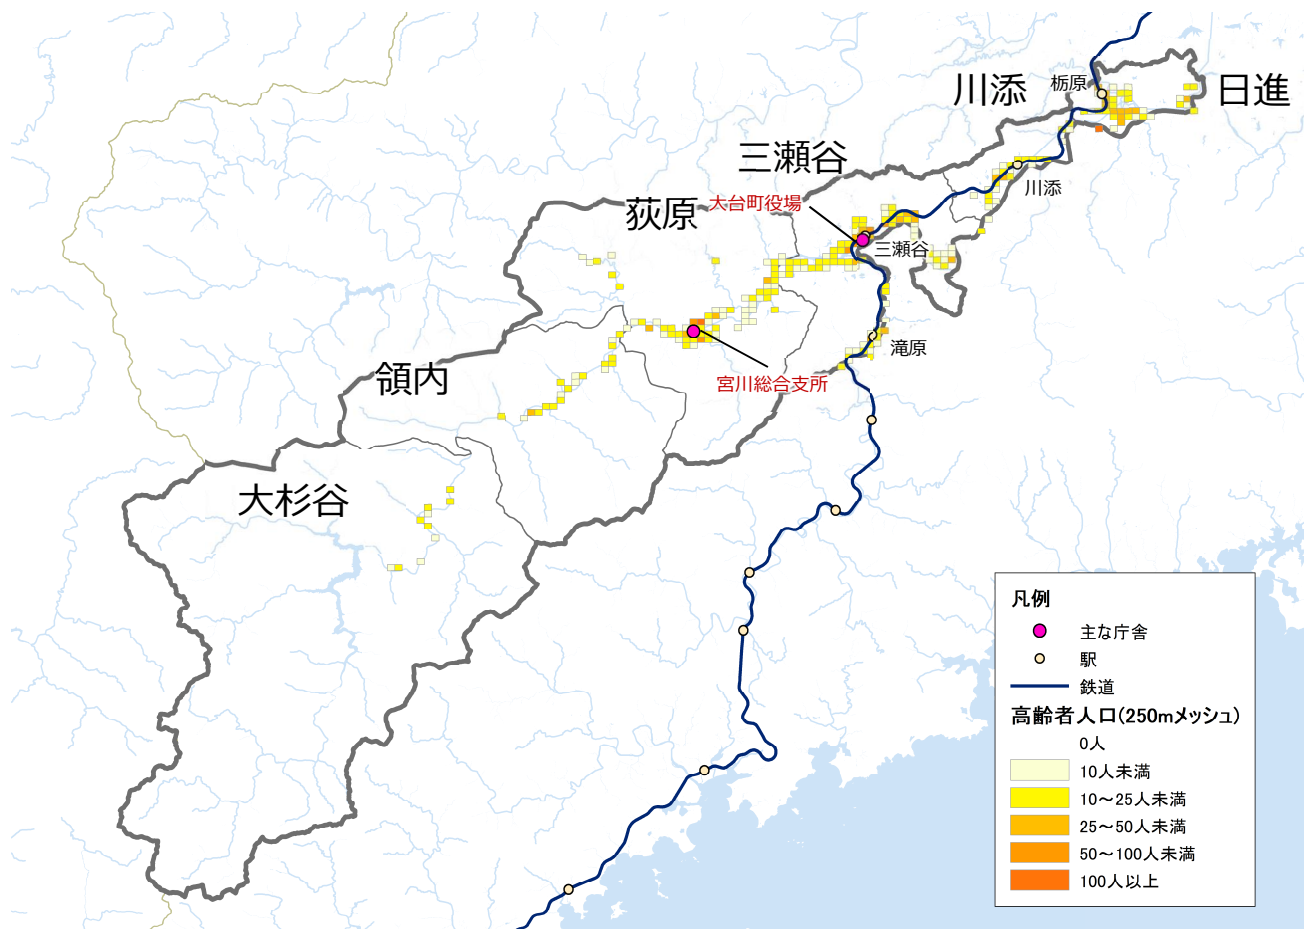 川添
栃原
日進
三瀬谷
川添
荻原
大台町役場
三瀬谷
滝原
領内
宮川総合支所
大杉谷
凡例
主な庁舎
駅
鉄道
高齢者人口(250mメッシュ)
0人
10人未満
10～25人未満
25～50人未満
50～100人未満
100人以上